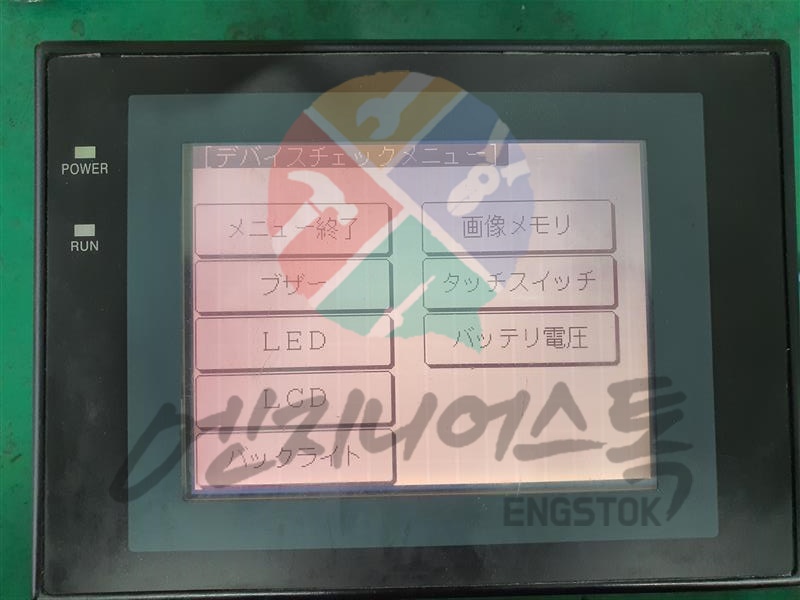 POWER
RUN
[デバイスチェックメニュー]
メニュー終了
画像メモリ
ブザー
タッチスイッチ
LED
バッテリ電圧
LCD
バックライト
엔지니어스톡
ENGSTOK